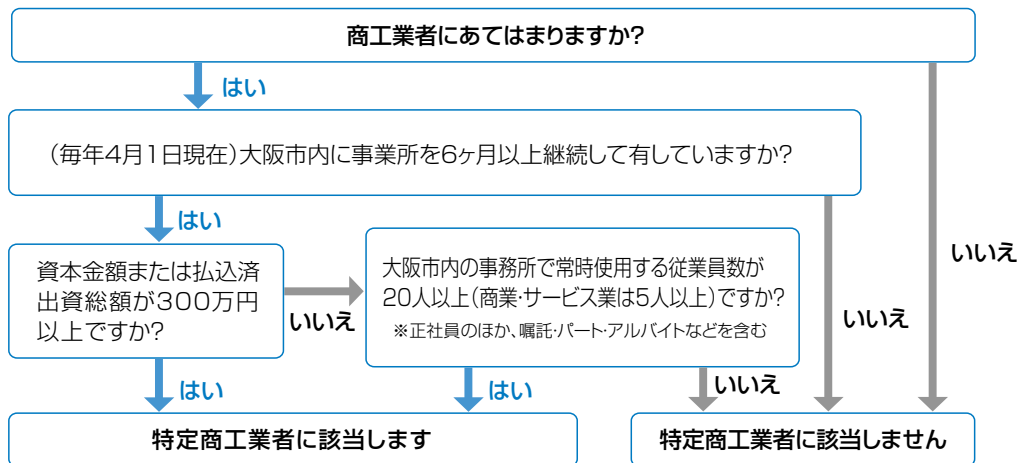 商工業者にあてはまりますか?
はい
(毎年4月1日現在)大阪市内に事業所を6ヶ月以上継続して有していますか?
はい
資本金額または払込済
出資総額が300万円
以上ですか?
いいえ
大阪市内の事務所で常時使用する従業員数が
20人以上(商業・サービス業は5人以上)ですか?
※正社員のほか、嘱託・パート・アルバイトなどを含む
いいえ
いいえ
はい
はい
いいえ
特定商工業者に該当します
特定商工業者に該当しません